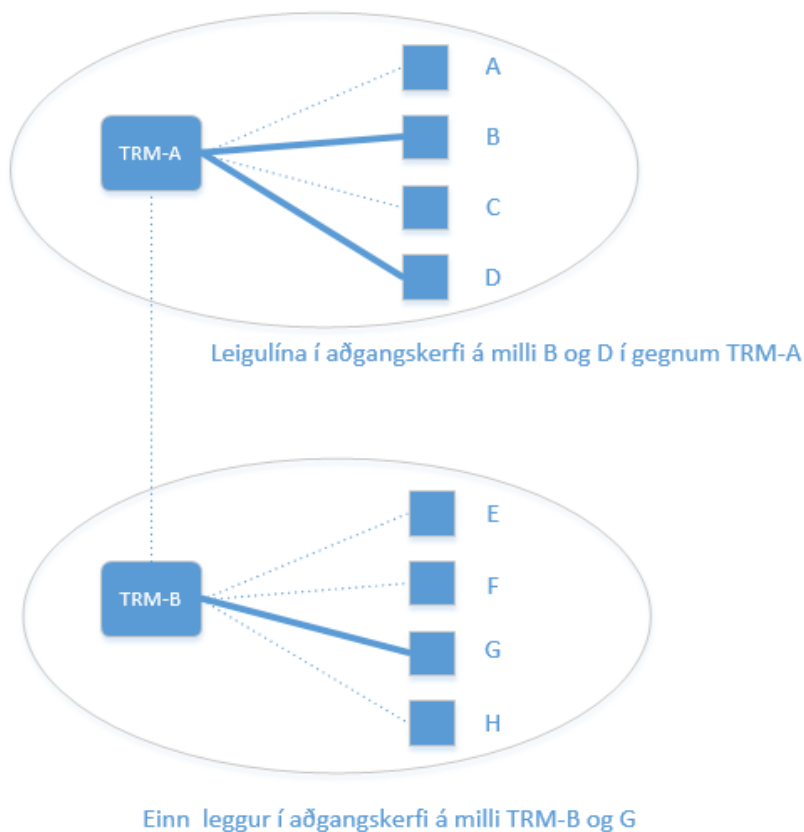 A
TRM-A
B
C
D
Leigulína í aðgangskerfi á milli B og D í gegnum TRM-A
E
TRM-B
F
G
H
Einn leggur í aðgangskerfi á milli TRM-B og G